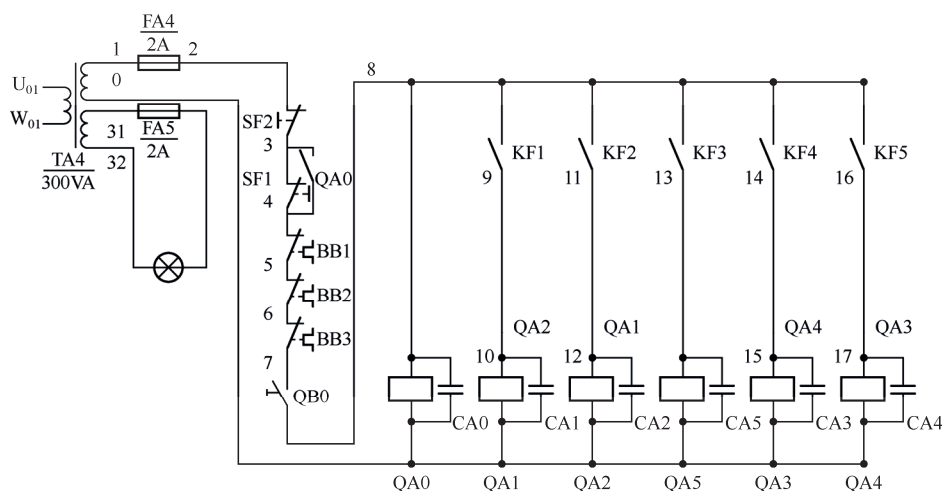 FA4
1 2A 2
0
U01
W01
31 FA5
32 2A
TA4
300VA
SF2
3
SF1 QA0
4
BB1
5
BB2
6
BB3
7
QB0
8
KF1 KF2 KF3 KF4 KF5
9 11 13 14 16
QA2 QA1 QA4 QA3
10 12 15 17
CA0 CA1 CA2 CA5 CA3 CA4
QA0 QA1 QA2 QA5 QA3 QA4